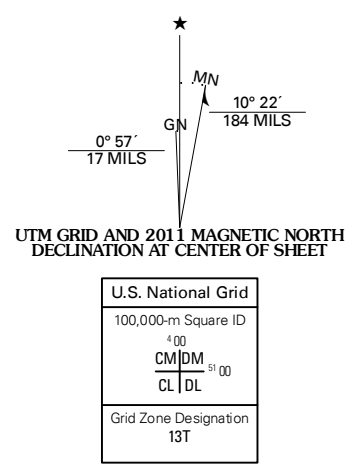 ★
MN
GN
10° 22´
184 MILS
0° 57´
17 MILS
UTM GRID AND 2011 MAGNETIC NORTH
DECLINATION AT CENTER OF SHEET
U.S. National Grid
100,000-m Square ID
4 00
CM DM
51 00
CL DL
Grid Zone Designation
13T